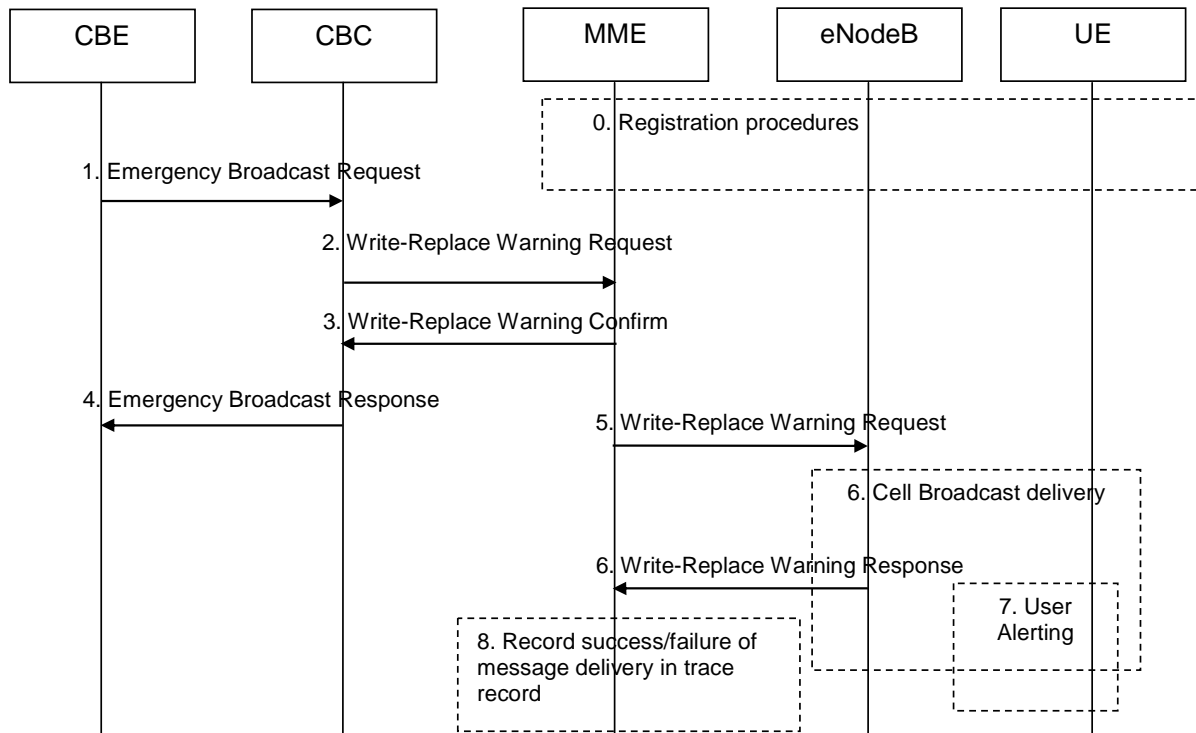 CBE
CBC
MME
eNodeB
UE
0. Registration procedures
1. Emergency Broadcast Request
2. Write-Replace Warning Request
3. Write-Replace Warning Confirm
4. Emergency Broadcast Response
5. Write-Replace Warning Request
6. Cell Broadcast delivery
6. Write-Replace Warning Response
7. User
Alerting
8. Record success/failure of
message delivery in trace
record